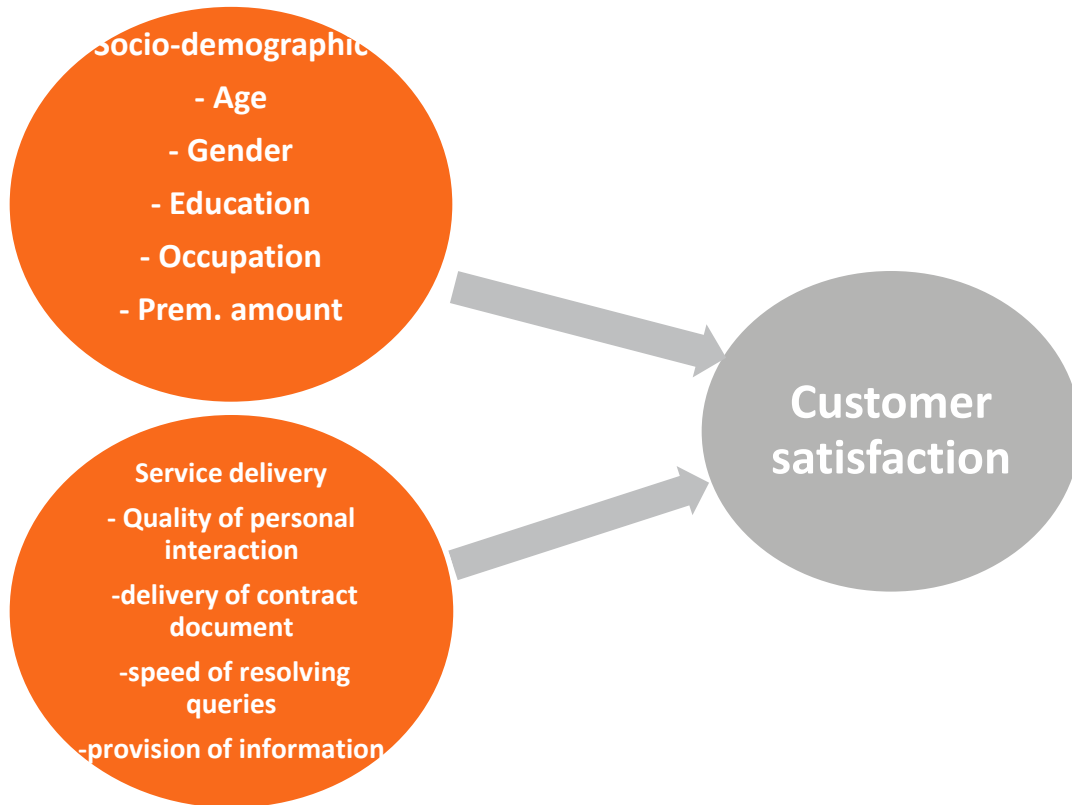 Socio-demographic
- Age
- Gender
- Education
- Occupation
- Prem. amount
Customer
satisfaction
Service delivery
- Quality of personal
interaction
-delivery of contract
document
-speed of resolving
queries
-provision of information